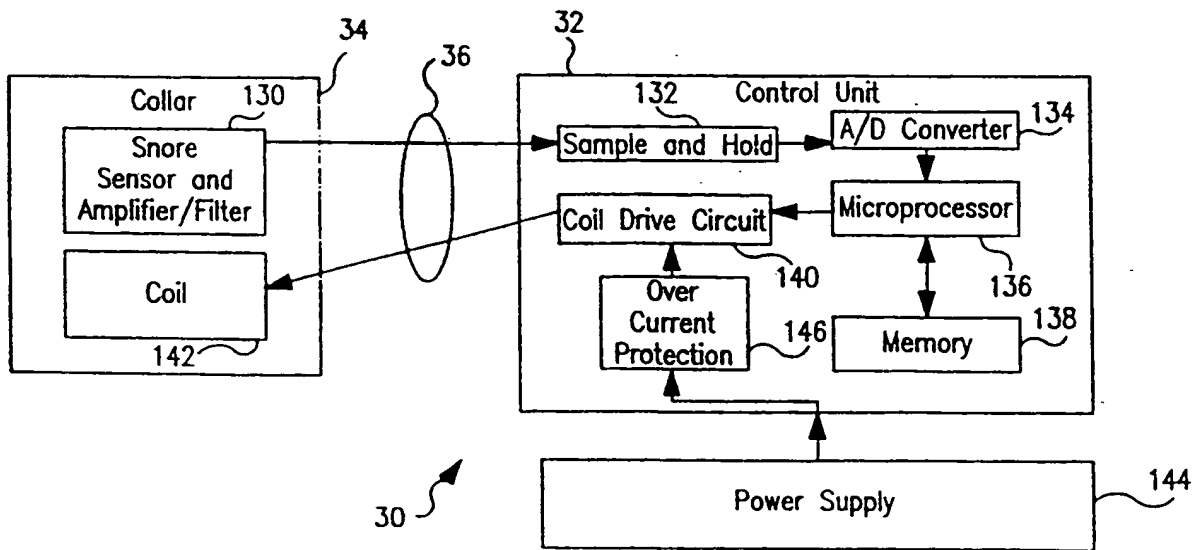 34
36
32
Collar
130
Snore
Sensor and
Amplifier/Filter
Coil
142
Control Unit
132
Sample and Hold
A/D Converter
134
Coil Drive Circuit
140
Microprocessor
136
Over
Current
Protection
146
Memory
138
30
Power Supply
144